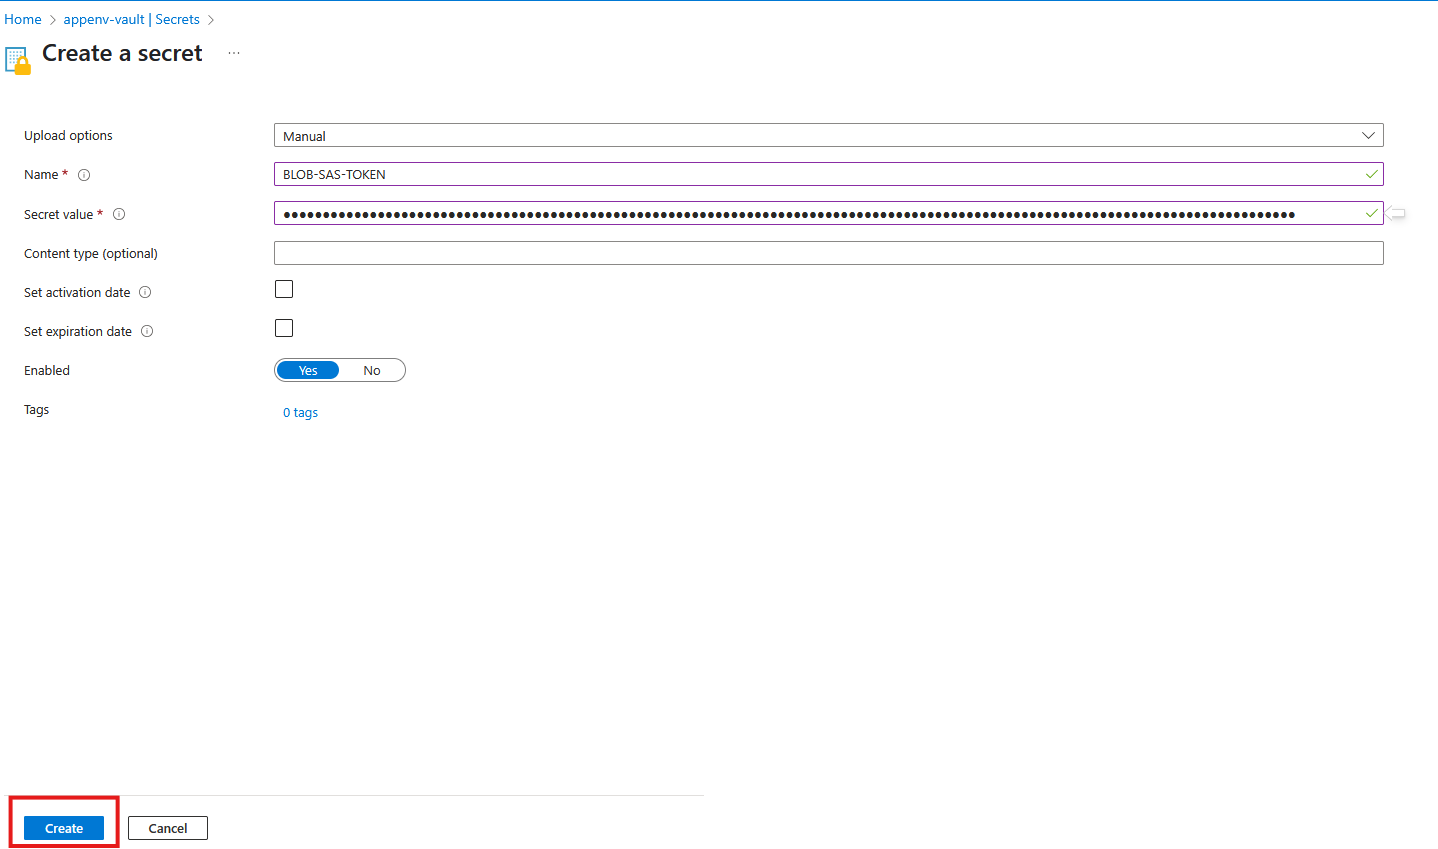 Home > appenv-vault | Secrets >
Create a secret ...
Upload options
Manual
Name *
BLOB-SAS-TOKEN
Secret value *
Content type (optional)
Set activation date
Set expiration date
Enabled
Yes No
Tags
0 tags
Create Cancel